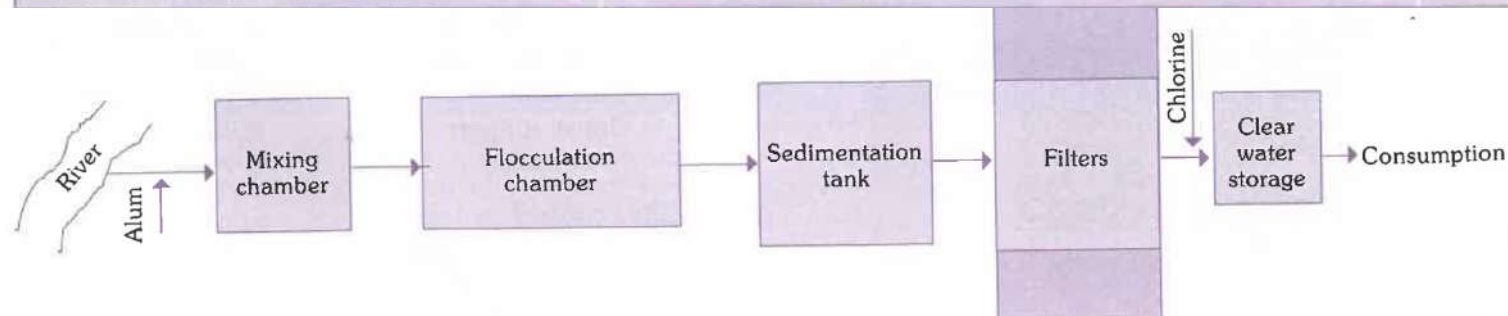 River
Alum
Mixing
chamber
Flocculation
chamber
Sedimentation
tank
Filters
Chlorine
Clear
water
storage
Consumption